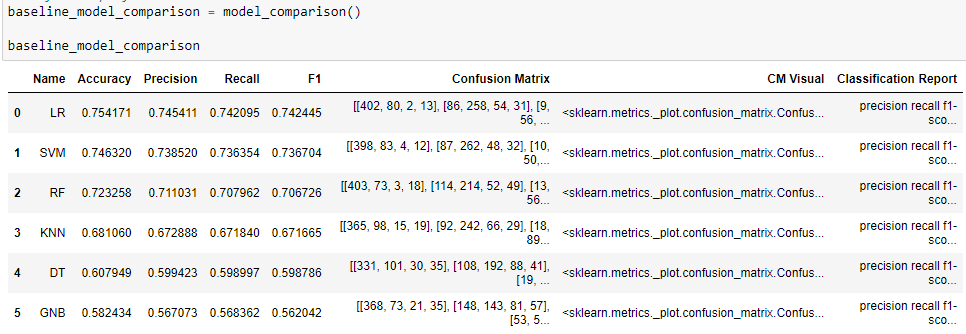 baseline_model_comparison = model_comparison()
baseline_model_comparison
Name Accuracy Precision Recall F1 Confusion Matrix CM Visual Classification Report
0 LR 0.754171 0.745411 0.742095 0.742445 [[402, 80, 2, 13], [86, 258, 54, 31], [9, 56, ... <sklearn.metrics._plot.confusion_matrix.Confus... precision recall f1-sco...
1 SVM 0.746320 0.738520 0.736354 0.736704 [[398, 83, 4, 12], [87, 262, 48, 32], [10, 50,... <sklearn.metrics._plot.confusion_matrix.Confus... precision recall f1-sco...
2 RF 0.723258 0.711031 0.707962 0.706726 [[403, 73, 3, 18], [114, 214, 52, 49], [13, 56... <sklearn.metrics._plot.confusion_matrix.Confus... precision recall f1-sco...
3 KNN 0.681060 0.672888 0.671840 0.671665 [[365, 98, 15, 19], [92, 242, 66, 29], [18, 89... <sklearn.metrics._plot.confusion_matrix.Confus... precision recall f1-sco...
4 DT 0.607949 0.599423 0.598997 0.598786 [[331, 101, 30, 35], [108, 192, 88, 41], [19, ... <sklearn.metrics._plot.confusion_matrix.Confus... precision recall f1-sco...
5 GNB 0.582434 0.567073 0.568362 0.562042 [[368, 73, 21, 35], [148, 143, 81, 57], [53, 5... <sklearn.metrics._plot.confusion_matrix.Confus... precision recall f1-sco...